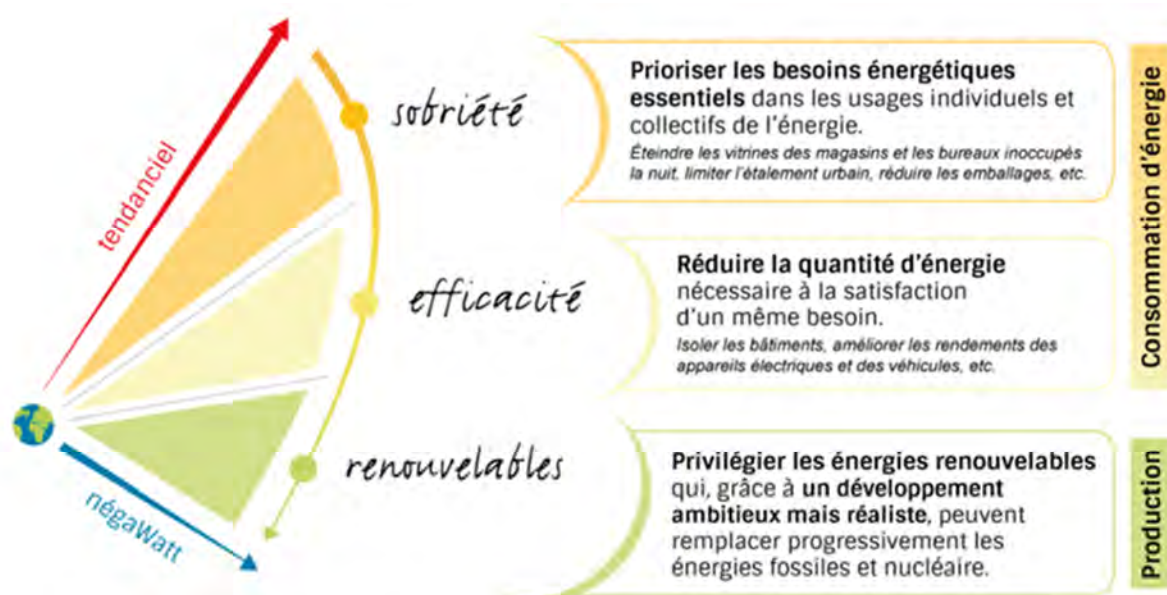 tendanciel
négaWatt
sobriété
Prioriser les besoins énergétiques
essentiels dans les usages individuels et
collectifs de l'énergie.
Éteindre les vitrines des magasins et les bureaux inoccupés
la nuit, limiter l'étalement urbain, réduire les emballages, etc.
efficacité
Réduire la quantité d'énergie
nécessaire à la satisfaction
d'un même besoin.
Isoler les bâtiments, améliorer les rendements des
appareils électriques et des véhicules, etc.
Consommation d'énergie
renouvelables
Privilégier les énergies renouvelables
qui, grâce à un développement
ambitieux mais réaliste, peuvent
remplacer progressivement les
énergies fossiles et nucléaire.
Production